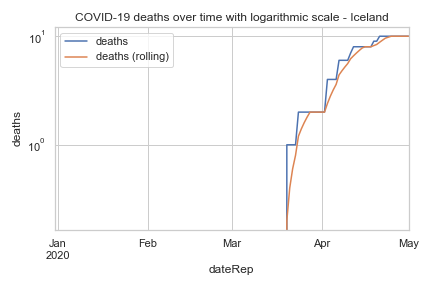 COVID-19 deaths over time with logarithmic scale - Iceland
deaths
deaths (rolling)
10¹
10⁰
deaths
Jan Feb Mar Apr May
2020
dateRep